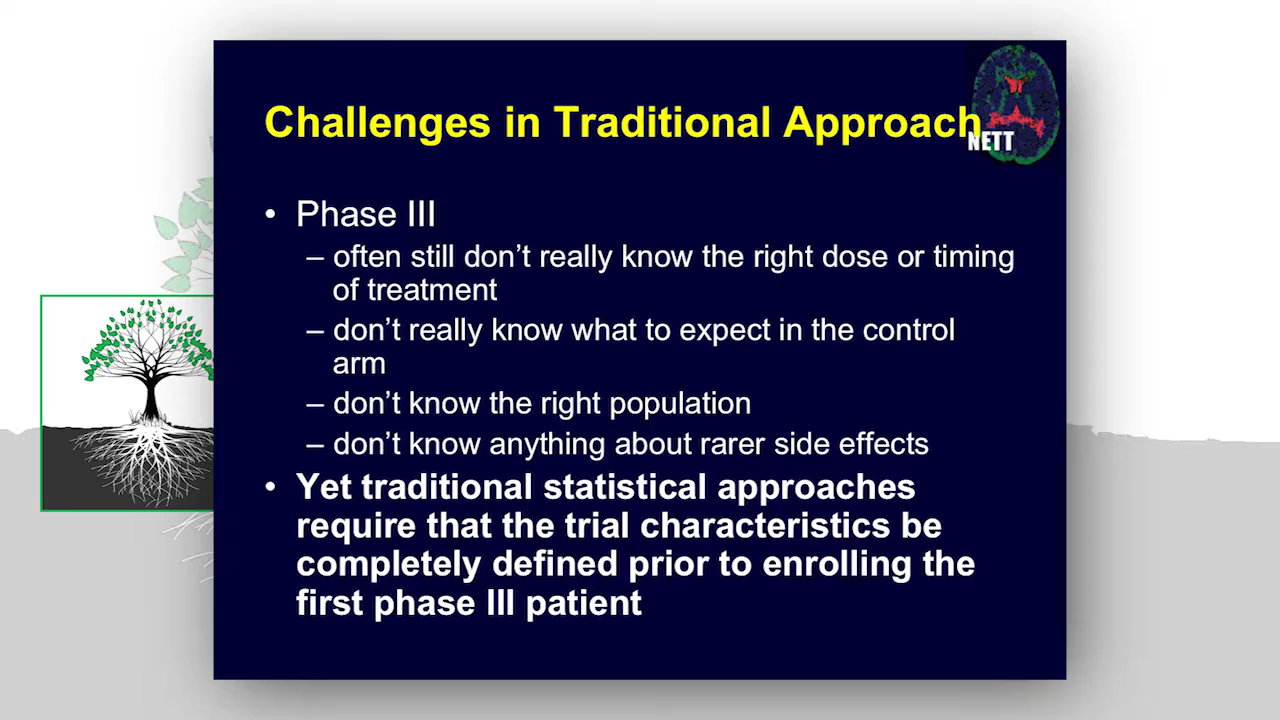 Challenges in Traditional Approach
NETT
• Phase III
– often still don’t really know the right dose or timing
of treatment
– don’t really know what to expect in the control
arm
– don’t know the right population
– don’t know anything about rarer side effects
• Yet traditional statistical approaches
require that the trial characteristics be
completely defined prior to enrolling the
first phase III patient